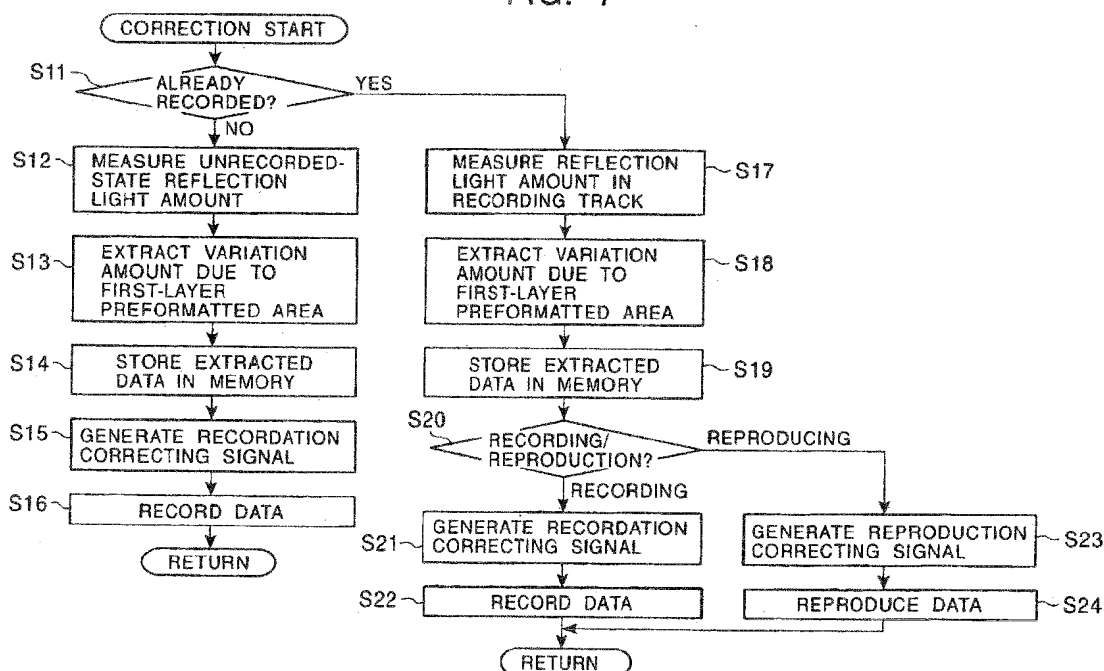 CORRECTION START
S11
ALREADY
RECORDED?
YES
NO
S12
MEASURE UNRECORDED-
STATE REFLECTION
LIGHT AMOUNT
S13
EXTRACT VARIATION
AMOUNT DUE TO
FIRST-LAYER
PREFORMATTED AREA
S14
STORE EXTRACTED
DATA IN MEMORY
S15
GENERATE RECORDATION
CORRECTING SIGNAL
S16
RECORD DATA
RETURN
MEASURE REFLECTION
LIGHT AMOUNT IN
RECORDING TRACK
S17
EXTRACT VARIATION
AMOUNT DUE TO
FIRST-LAYER
PREFORMATTED AREA
S18
STORE EXTRACTED
DATA IN MEMORY
S19
S20
RECORDING/
REPRODUCTION?
REPRODUCING
RECORDING
S21
GENERATE RECORDATION
CORRECTING SIGNAL
S22
RECORD DATA
GENERATE REPRODUCTION
CORRECTING SIGNAL
S23
REPRODUCE DATA
S24
RETURN